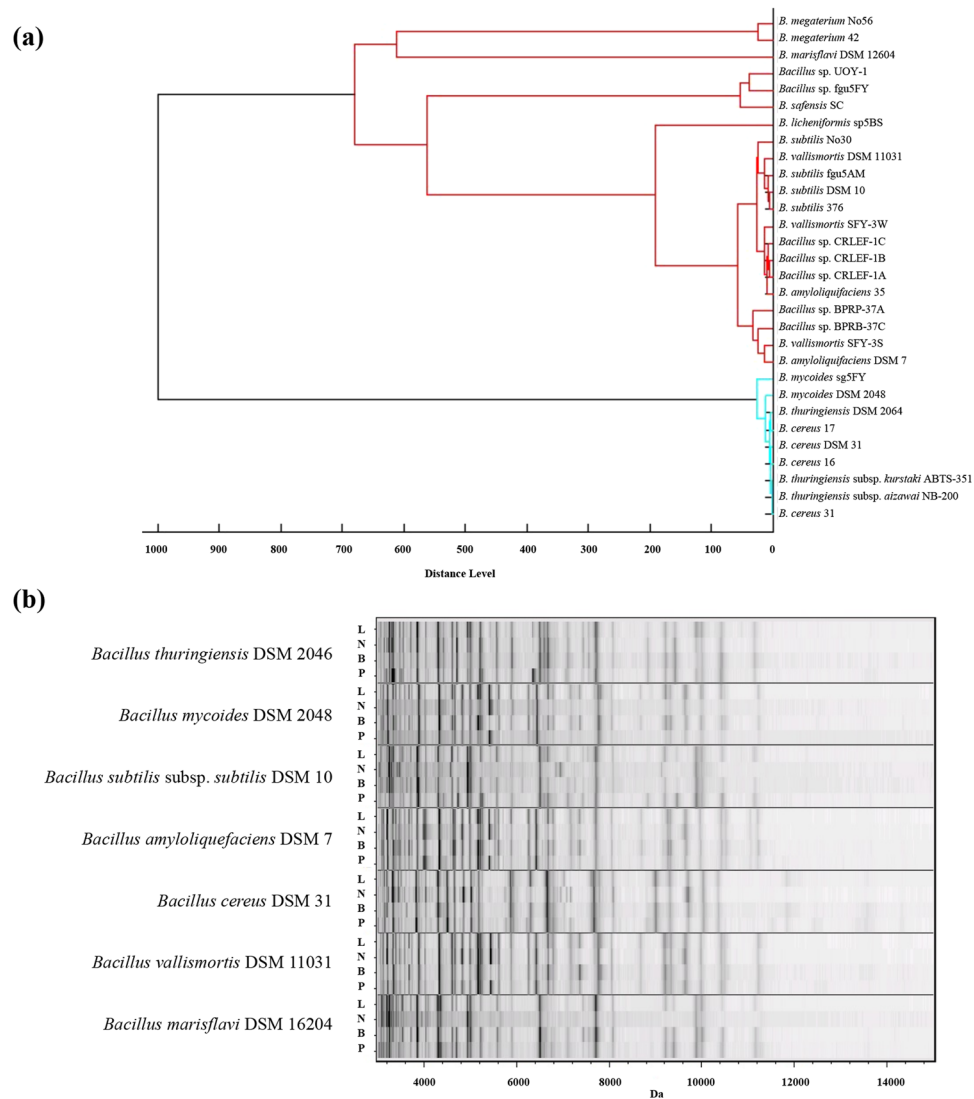 (a)
B. megaterium No56
B. megaterium 42
B. marisflavi DSM 12604
Bacillus sp. UOY-1
Bacillus sp. fgu5FY
B. safensis SC
B. licheniformis sp5BS
B. subtilis No30
B. vallismortis DSM 11031
B. subtilis fgu5AM
B. subtilis DSM 10
B. subtilis 376
B. vallismortis SFY-3W
Bacillus sp. CRLEF-1C
Bacillus sp. CRLEF-1B
Bacillus sp. CRLEF-1A
B. amyloliquifaciens 35
Bacillus sp. BPRP-37A
Bacillus sp. BPRB-37C
B. vallismortis SFY-3S
B. amyloliquifaciens DSM 7
B. mycoides sg5FY
B. mycoides DSM 2048
B. thuringiensis DSM 2064
B. cereus 17
B. cereus DSM 31
B. cereus 16
B. thuringiensis subsp. kurstaki ABTS-351
B. thuringiensis subsp. aizawai NB-200
B. cereus 31
1000 900 800 700 600 500 400 300 200 100 0
Distance Level
(b)
Bacillus thuringiensis DSM 2046
L
N
B
P
Bacillus mycoides DSM 2048
L
N
B
P
Bacillus subtilis subsp. subtilis DSM 10
L
N
B
P
Bacillus amyloliquefaciens DSM 7
L
N
B
P
Bacillus cereus DSM 31
L
N
B
P
Bacillus vallismortis DSM 11031
L
N
B
P
Bacillus marisflavi DSM 16204
L
N
B
P
4000 6000 8000 10000 12000 14000
Da